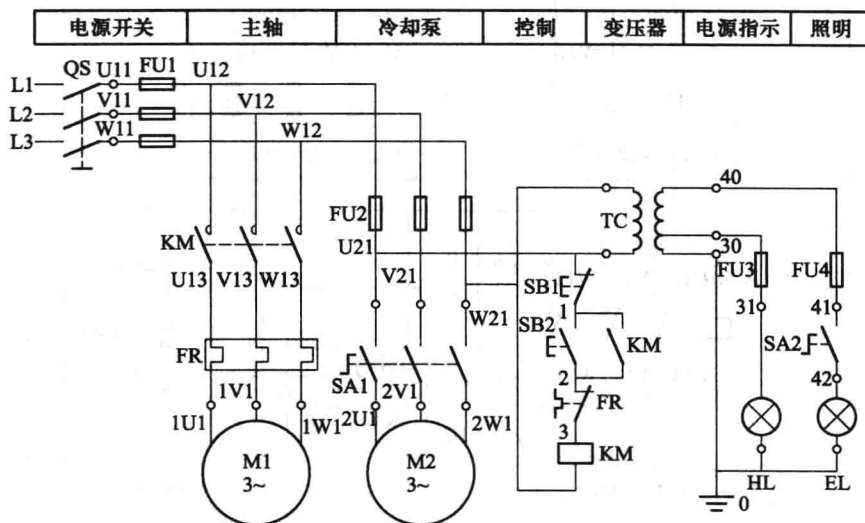 电源开关 主轴 冷却泵 控制 变压器 电源指示 照明
QS U11 FU1 U12
L1
V11 V12
L2
W11 W12
L3
40
FU2 TC
KM 30
U21
U13 V13 W13 V21 SB1 FU3 FU4
1 31 41
W21
SB2 KM SA2
FR
2 42
SA1 FR
1V1 2V1
1U1 1W1 2U1 2W1 3
M1 M2 KM
3~ 3~
HL EL
0